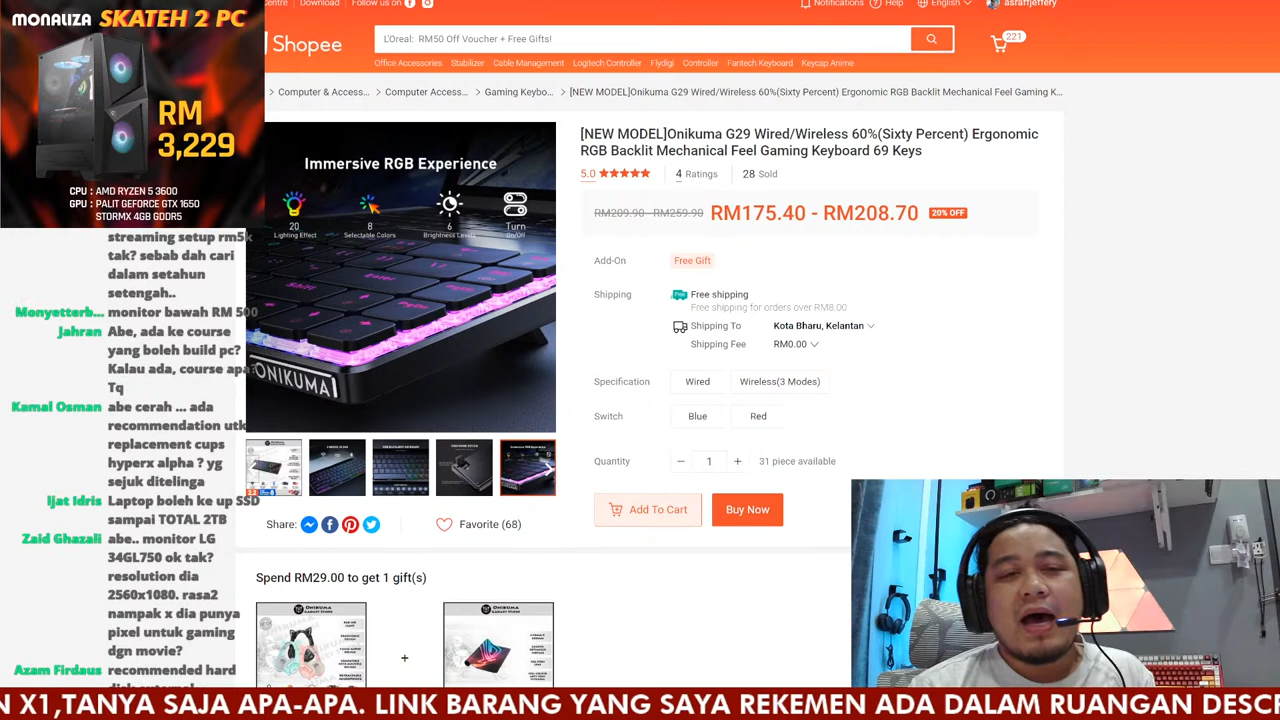 MONALIZA SKATEH 2 PC
RM
3,229
CPU : AMD RYZEN 5 3600
GPU : PALIT GEFORCE GTX 1650
STORMX 4GB GDDR5
streaming setup rm5k
tak? sebab dah cari
dalam setahun
setengah..
Monyetterb... monitor bawah RM 500
Jahran Abe, ada ke course
yang boleh build pc?
Kalau ada, course apa?
Tq
Kamal Osman abe cerah ... ada
recommendation utk
replacement cups
hyperx alpha ? yg
sejuk ditelinga
Ijat Idris Laptop boleh ke up SSD
sampai TOTAL 2TB
Zaid Ghazali abe.. monitor LG
34GL750 ok tak?
resolution dia
2560x1080. rasa2
nampak x dia punya
pixel untuk gaming
dgn movie?
Azam Firdaus recommended hard
Centre Download Follow us on
Notifications Help English asraffjeffery
Shopee
L'Oreal: RM50 Off Voucher + Free Gifts!
221
Office Accessories Stabilizer Cable Management Logitech Controller Flydigi Controller Fantech Keyboard Keycap Anime
Computer & Access... Computer Acces... Gaming Keybo... [NEW MODEL]Onikuma G29 Wired/Wireless 60%(Sixty Percent) Ergonomic RGB Backlit Mechanical Feel Gaming K...
Immersive RGB Experience
20
Lighting Effect
8
Selectable Colors
6
Brightness Levels
Turn
On/Off
Enter
Shift
PgUp
PgDn
ONIKUMA
Share:
Favorite (68)
[NEW MODEL]Onikuma G29 Wired/Wireless 60%(Sixty Percent) Ergonomic
RGB Backlit Mechanical Feel Gaming Keyboard 69 Keys
5.0 4 Ratings 28 Sold
RM209.90 - RM259.90 RM175.40 - RM208.70 20% OFF
Add-On Free Gift
Shipping Free shipping
Free shipping for orders over RM8.00
Shipping To Kota Bharu, Kelantan
Shipping Fee RM0.00
Specification Wired Wireless(3 Modes)
Switch Blue Red
Quantity 1 31 piece available
Add To Cart Buy Now
Spend RM29.00 to get 1 gift(s)
ONIKUMA
+
ONIKUMA
N X1,TANYA SAJA APA-APA. LINK BARANG YANG SAYA REKEMEN ADA DALAM RUANGAN DESC